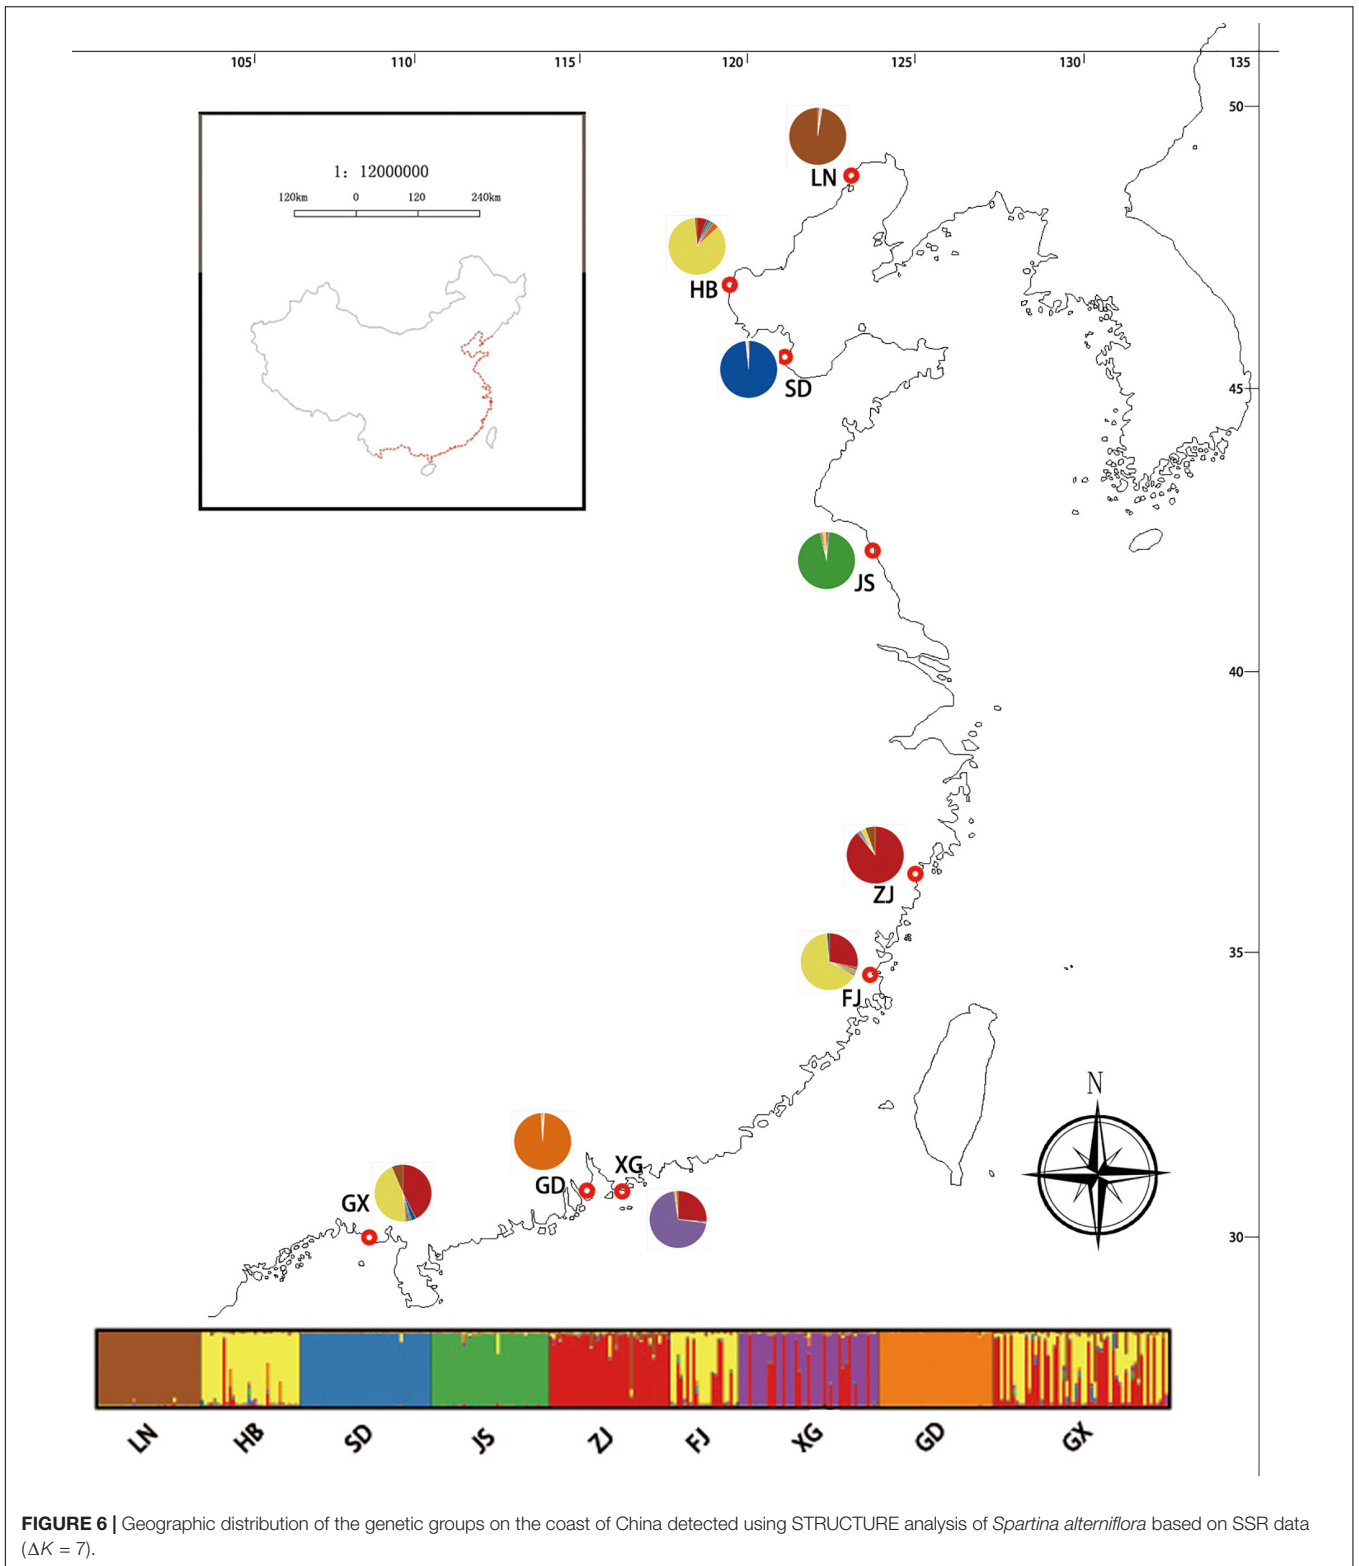 105 110 115 120 125 130 135
50
1: 12000000
120km 0 120 240km
LN
HB
SD
45
JS
40
ZJ
35
FJ
N
XG
GD
GX
30
LN HB SD JS ZJ FJ XG GD GX
FIGURE 6 | Geographic distribution of the genetic groups on the coast of China detected using STRUCTURE analysis of Spartina alterniflora based on SSR data
(ΔK = 7).